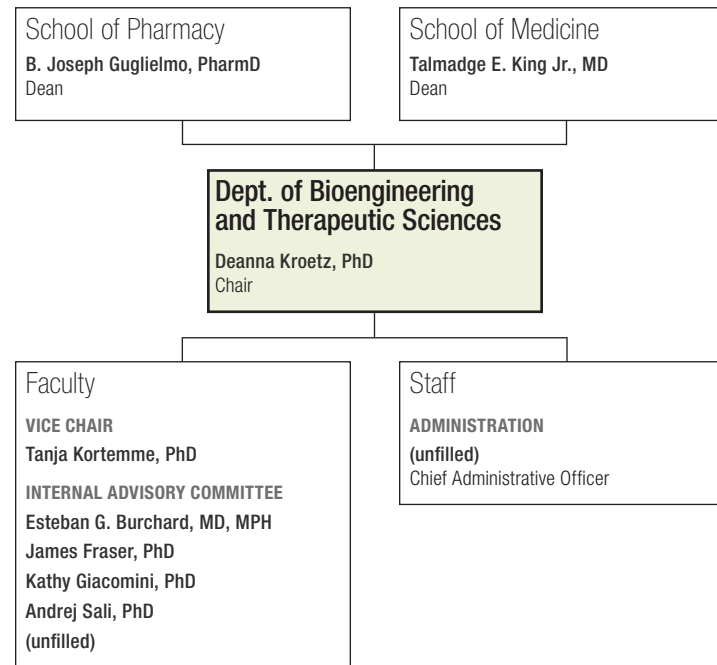 School of Pharmacy
B. Joseph Guglielmo, PharmD
Dean
School of Medicine
Talmadge E. King Jr., MD
Dean
Dept. of Bioengineering
and Therapeutic Sciences
Deanna Kroetz, PhD
Chair
Faculty
VICE CHAIR
Tanja Kortemme, PhD
INTERNAL ADVISORY COMMITTEE
Esteban G. Burchard, MD, MPH
James Fraser, PhD
Kathy Giacomini, PhD
Andrej Sali, PhD
(unfilled)
Staff
ADMINISTRATION
(unfilled)
Chief Administrative Officer